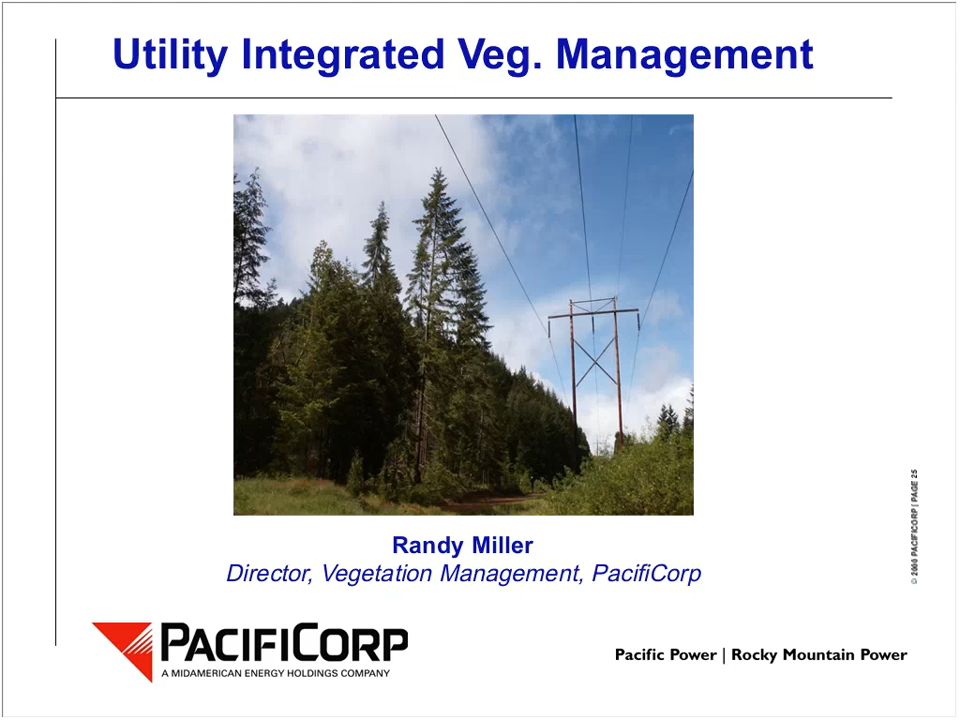 Utility Integrated Veg. Management
Randy Miller
Director, Vegetation Management, PacifiCorp
PACIFICORP
A MIDAMERICAN ENERGY HOLDINGS COMPANY
Pacific Power | Rocky Mountain Power
© 2000 PACIFICORP | PAGE 25